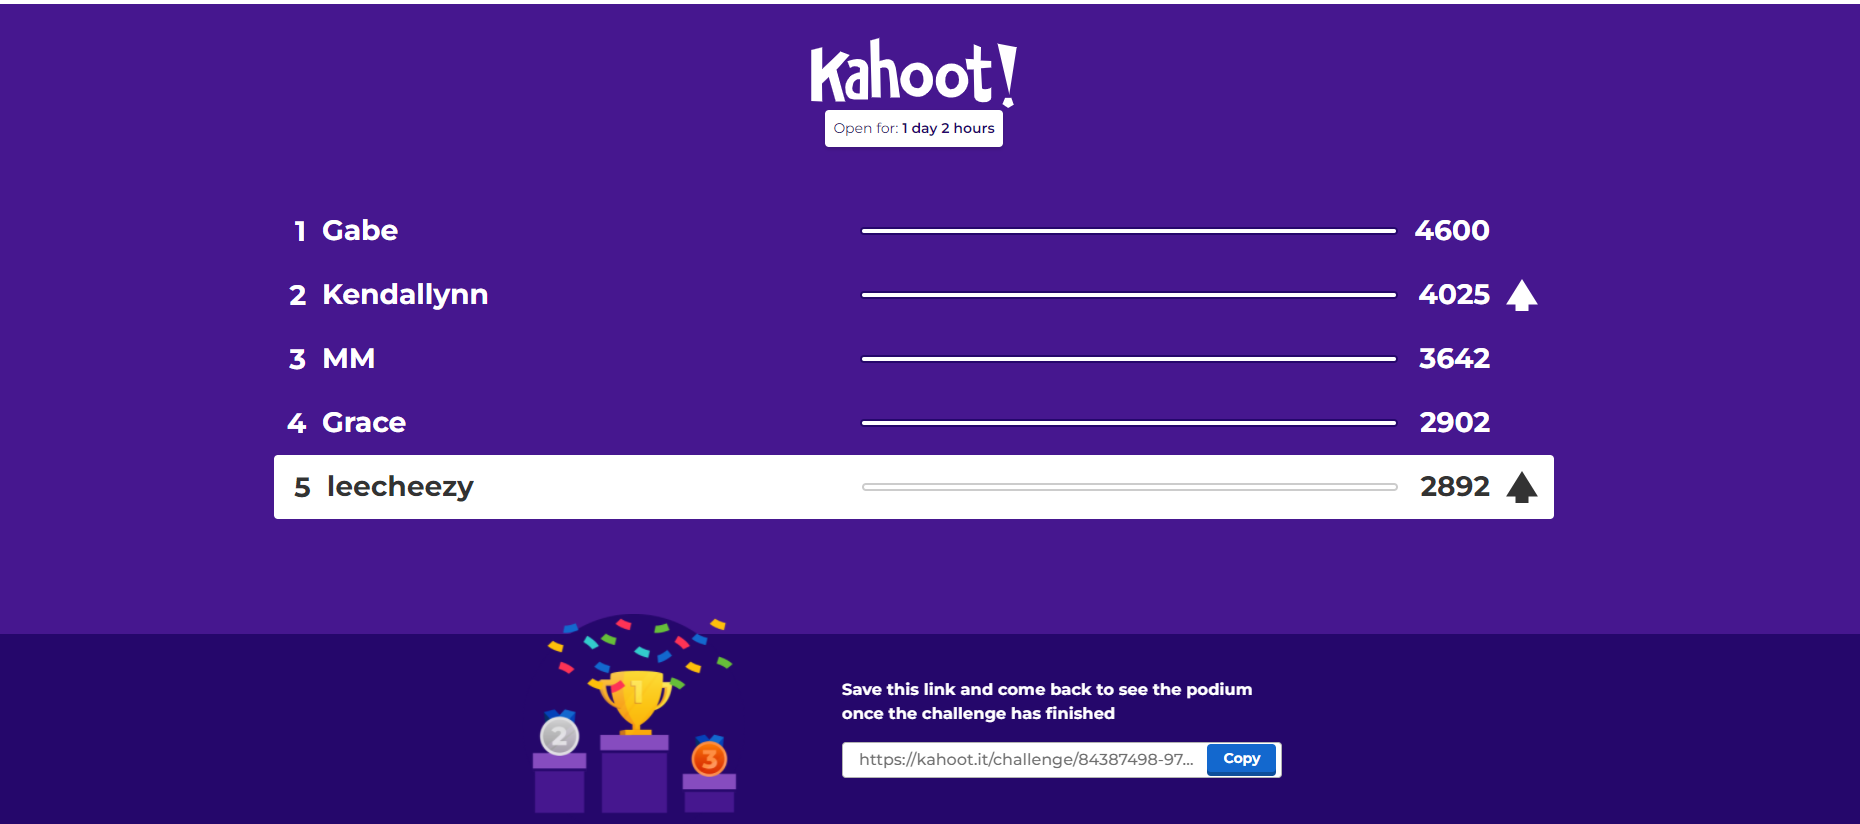 Kahoot!
Open for: 1 day 2 hours
1 Gabe 4600
2 Kendallynn 4025
3 MM 3642
4 Grace 2902
5 leecheezy 2892
1
2
3
Save this link and come back to see the podium
once the challenge has finished
https://kahoot.it/challenge/84387498-97... Copy